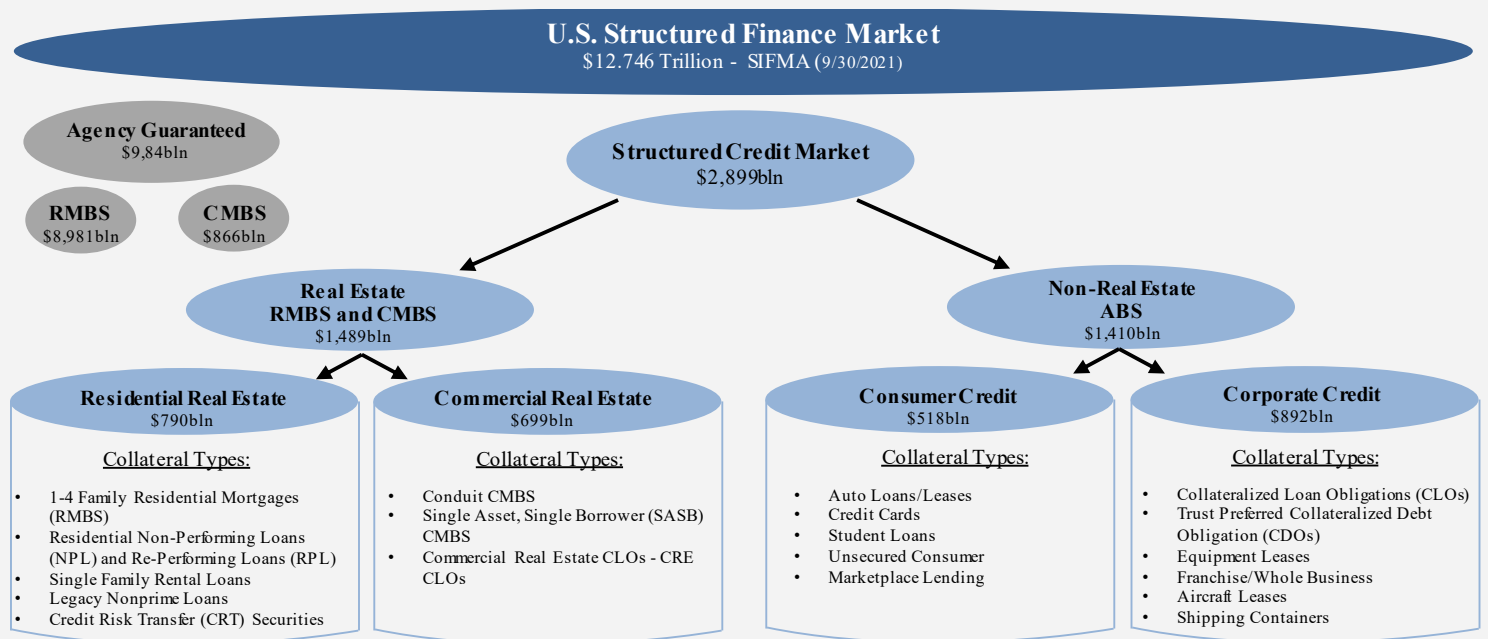 U.S. Structured Finance Market
$12.746 Trillion - SIFMA (9/30/2021)
Agency Guaranteed
$9,84bln
RMBS
$8,981bln
CMBS
$866bln
Structured Credit Market
$2,899bln
Real Estate
RMBS and CMBS
$1,489bln
Non-Real Estate
ABS
$1,410bln
Residential Real Estate
$790bln
Collateral Types:
• 1-4 Family Residential Mortgages
(RMBS)
• Residential Non-Performing Loans
(NPL) and Re-Performing Loans (RPL)
• Single Family Rental Loans
• Legacy Nonprime Loans
• Credit Risk Transfer (CRT) Securities
Commercial Real Estate
$699bln
Collateral Types:
• Conduit CMBS
• Single Asset, Single Borrower (SASB)
CMBS
• Commercial Real Estate CLOs - CRE
CLOs
Consumer Credit
$518bln
Collateral Types:
• Auto Loans/Leases
• Credit Cards
• Student Loans
• Unsecured Consumer
• Marketplace Lending
Corporate Credit
$892bln
Collateral Types:
• Collateralized Loan Obligations (CLOs)
• Trust Preferred Collateralized Debt
Obligation (CDOs)
• Equipment Leases
• Franchise/Whole Business
• Aircraft Leases
• Shipping Containers